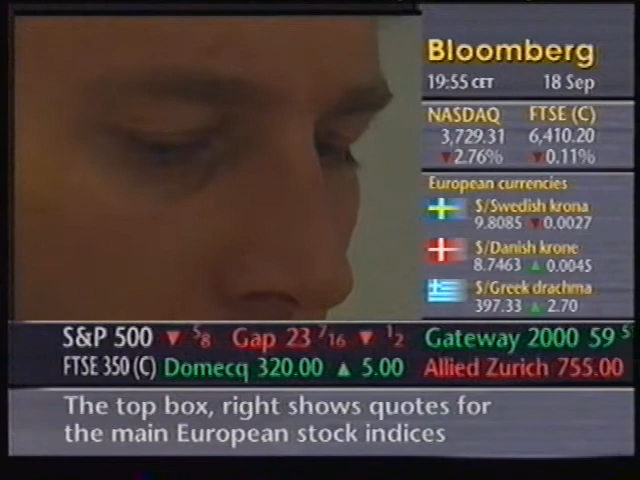 Bloomberg
19:55 CET 18 Sep
NASDAQ FTSE (C)
3,729.31 6,410.20
▼2.76% ▼0.11%
European currencies
$/Swedish krona
9.8085 ▼0.0027
$/Danish krone
8.7463 ▲0.0045
$/Greek drachma
397.33 ▲2.70
S&P 500 ▼ 5/8 Gap 23 7/16 ▼ 1/2 Gateway 2000 59 5
FTSE 350 (C) Domecq 320.00 ▲ 5.00 Allied Zurich 755.00
The top box, right shows quotes for
the main European stock indices